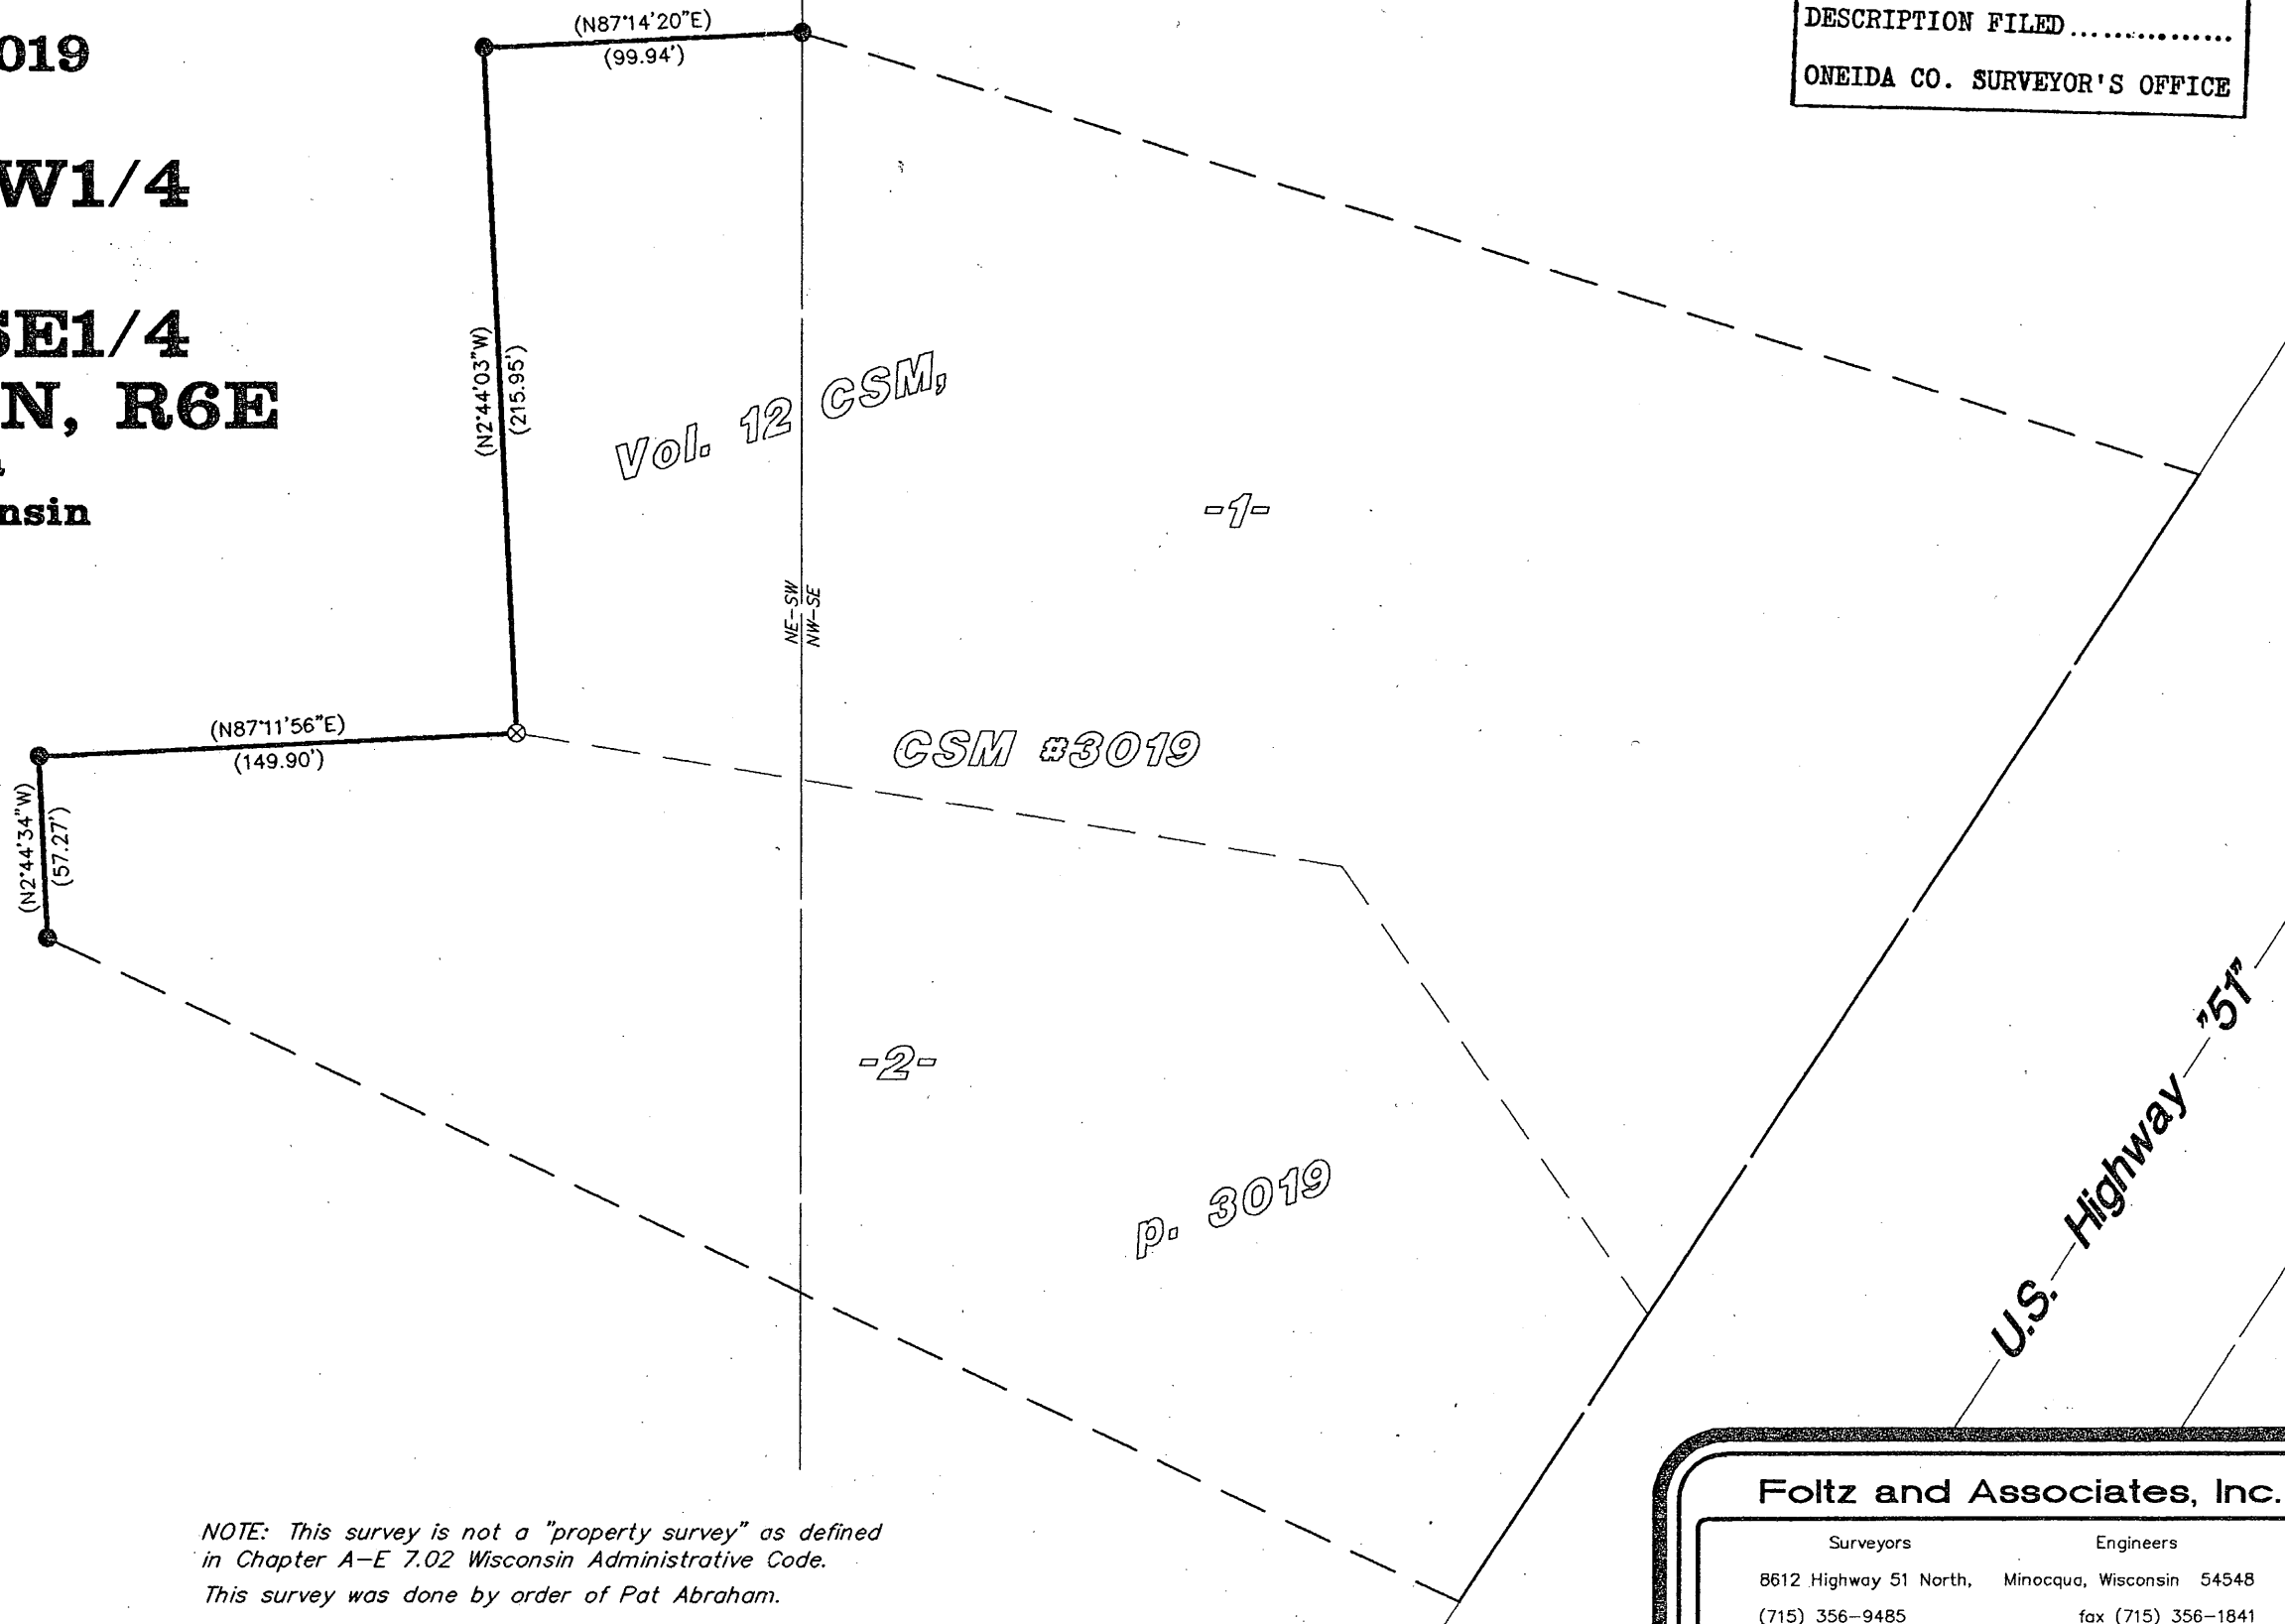 DESCRIPTION FILED................
ONEIDA CO. SURVEYOR'S OFFICE
019
W1/4
SE1/4
N, R6E
nsin
(N87°14'20"E)
(99.94')
(N2°44'03"W)
(215.95')
Vol. 12 CSM,
-1-
NE-SW
NW-SE
CSM #3019
(N87°11'56"E)
(149.90')
(N2°44'34"W)
(57.27')
-2-
p. 3019
U.S. Highway "51"
NOTE: This survey is not a "property survey" as defined
in Chapter A-E 7.02 Wisconsin Administrative Code.
This survey was done by order of Pat Abraham.
Foltz and Associates, Inc.
Surveyors Engineers
8612 Highway 51 North, Minocqua, Wisconsin 54548
(715) 356-9485 fax (715) 356-1841